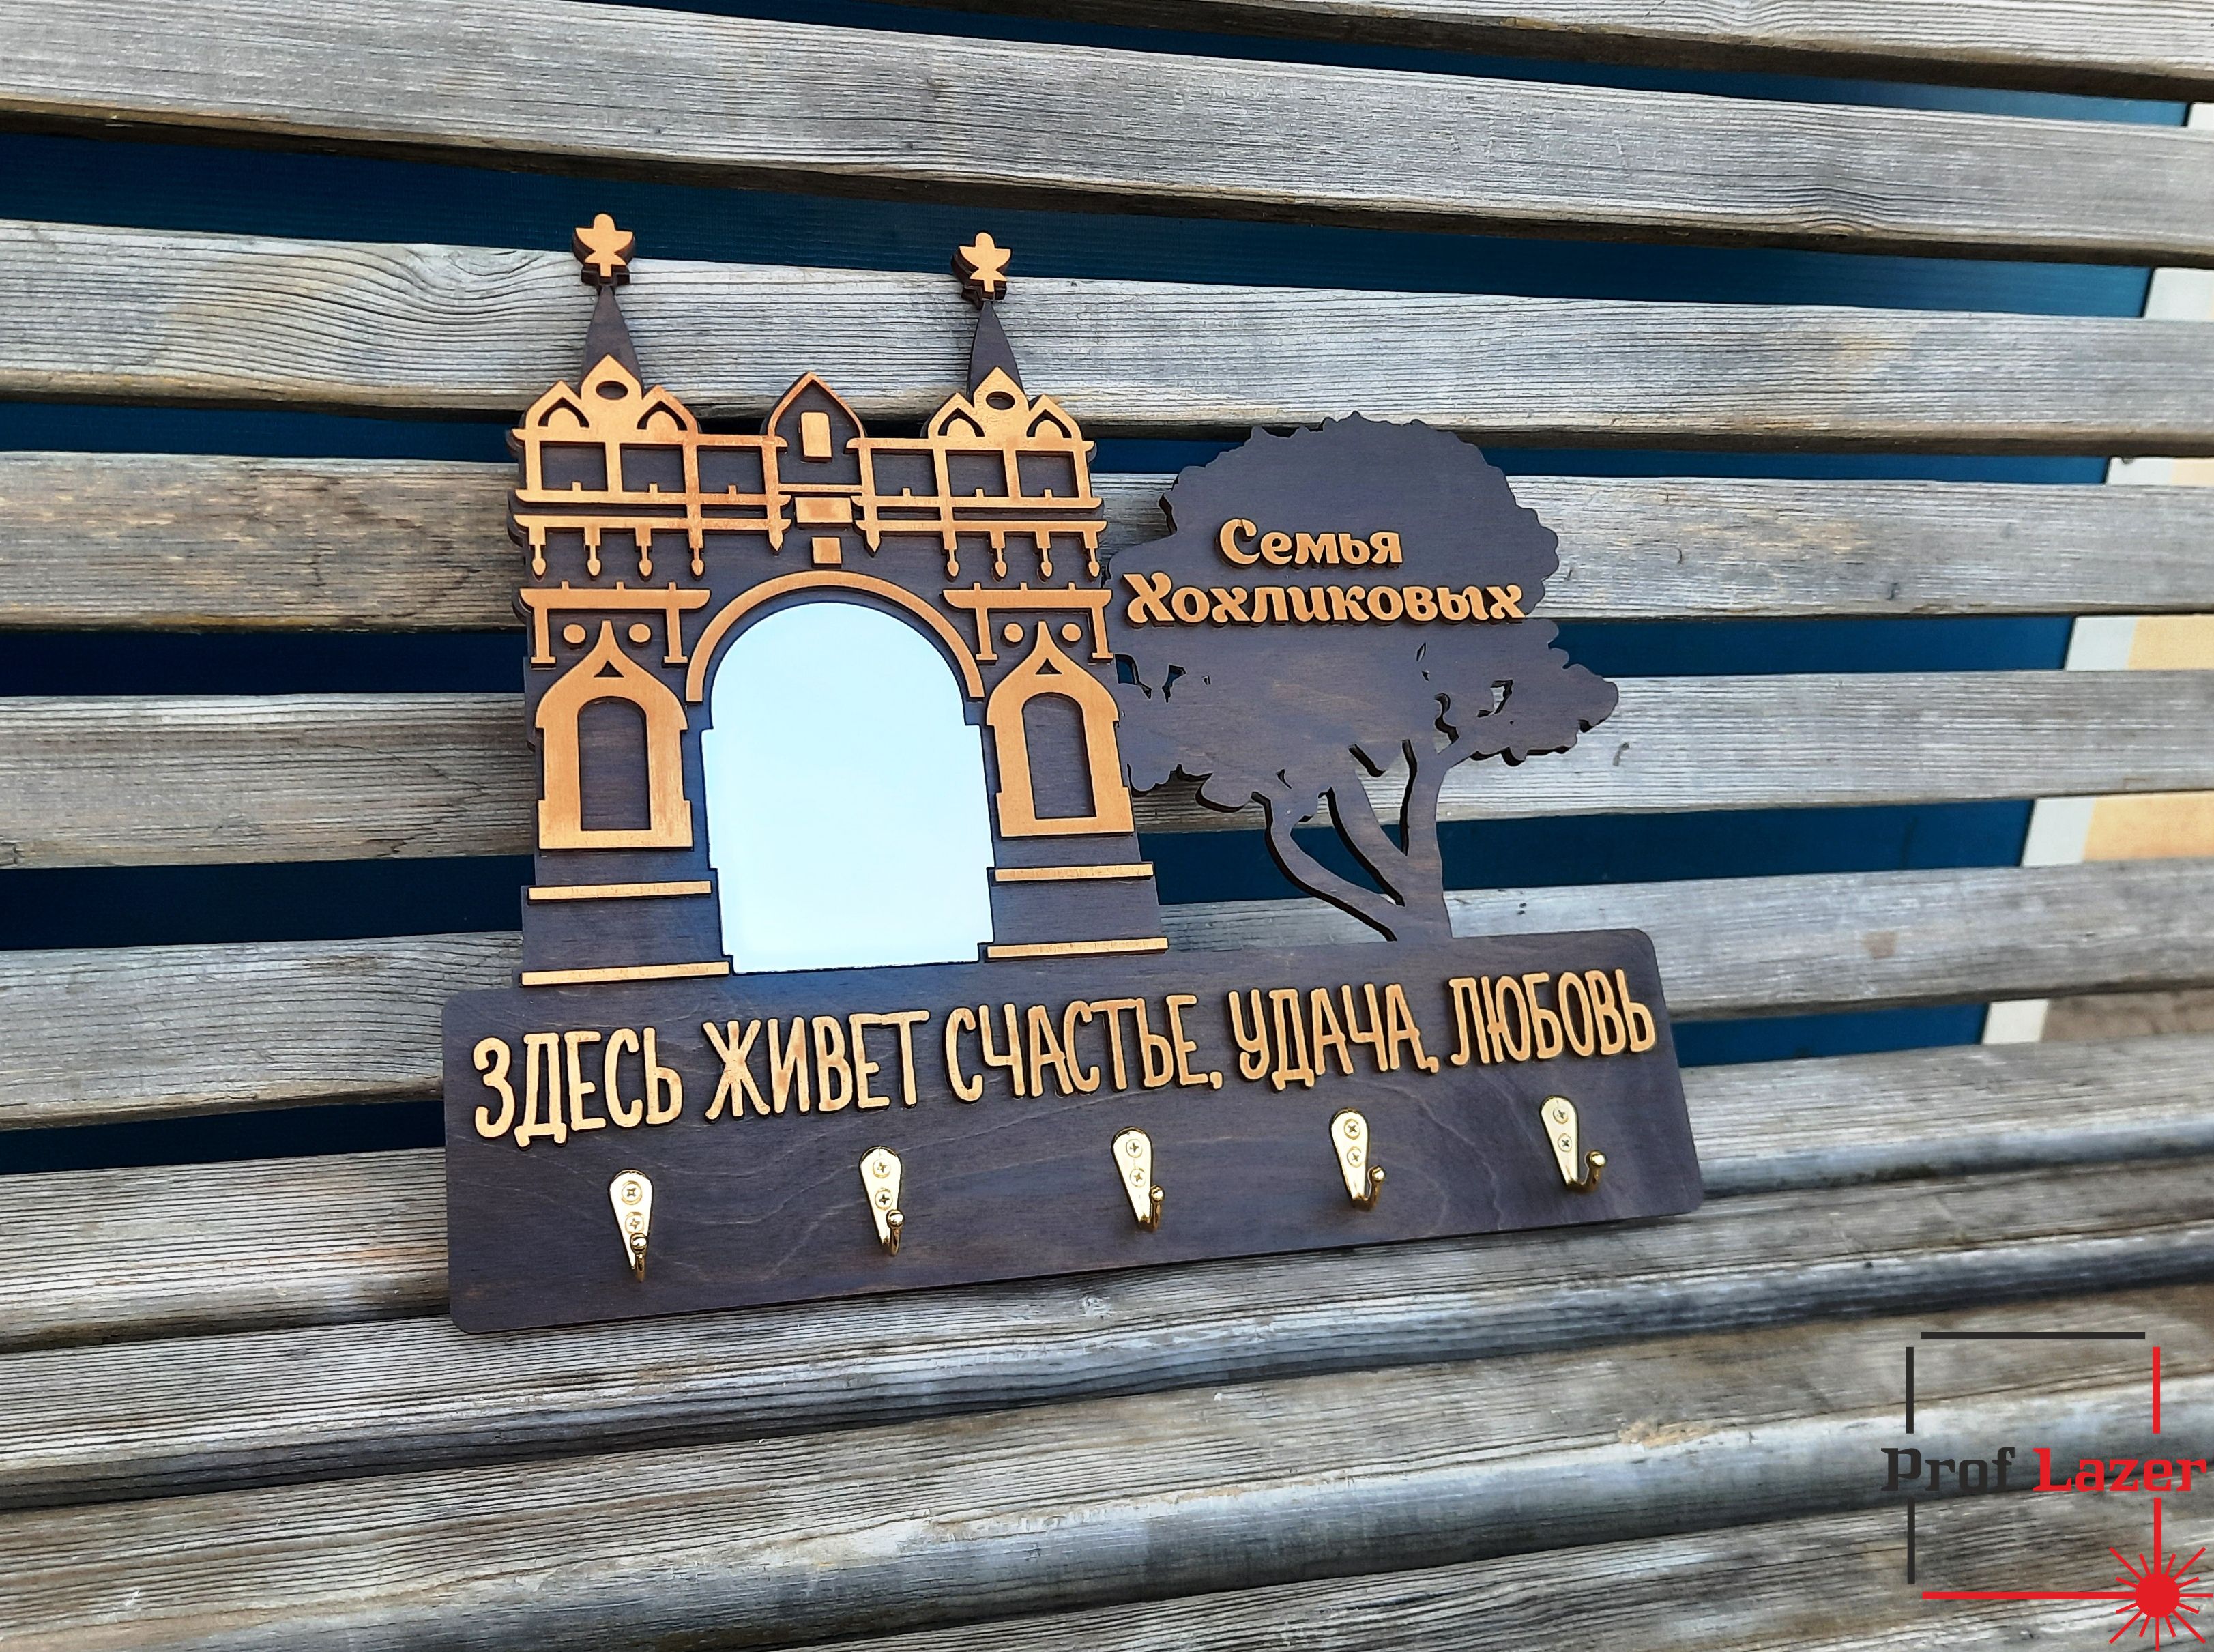 Семья
Хохликовых
ЗДЕСЬ ЖИВЕТ СЧАСТЬЕ, УДАЧА, ЛЮБОВЬ
Prof Lazer